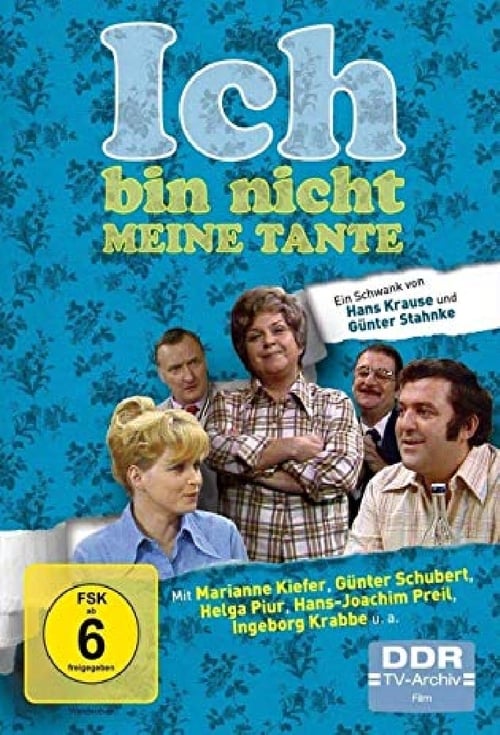 Ich
bin nicht
MEINE TANTE
Ein Schwank von
Hans Krause und
Günter Stahnke
Mit Marianne Kiefer, Günter Schubert,
Helga Piur, Hans-Joachim Preil,
Ingeborg Krabbe u. a.
FSK
ab
6
freigegeben
DDR
TV-Archiv
Film